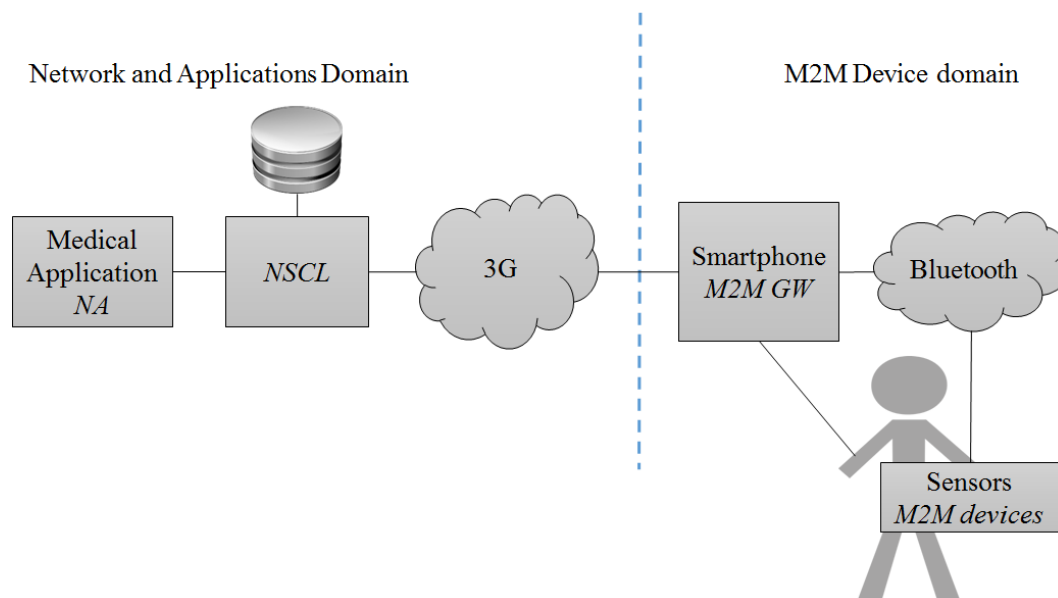 Network and Applications Domain
M2M Device domain
Medical
Application
NA
NSCL
3G
Smartphone
M2M GW
Bluetooth
Sensors
M2M devices